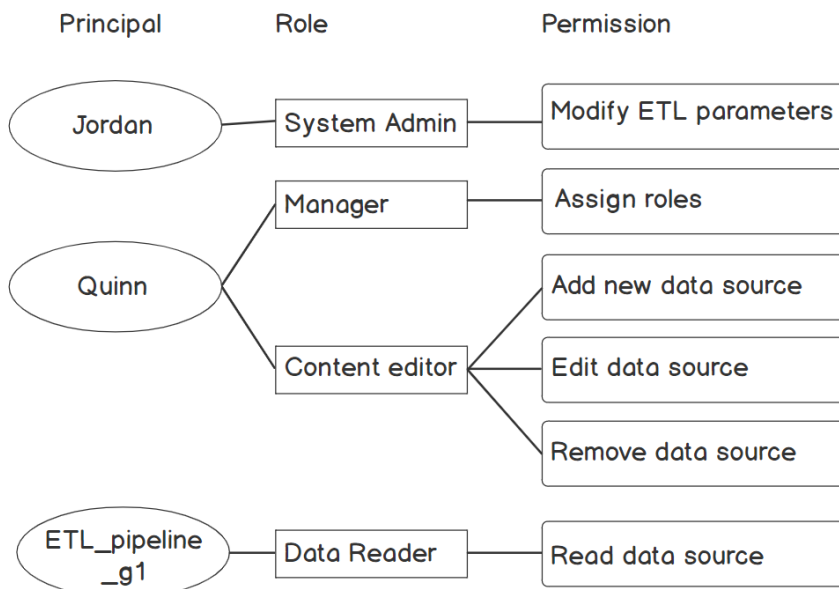 Principal Role Permission
Jordan System Admin Modify ETL parameters
Manager Assign roles
Quinn Add new data source
Content editor Edit data source
Remove data source
ETL_pipeline
_g1 Data Reader Read data source